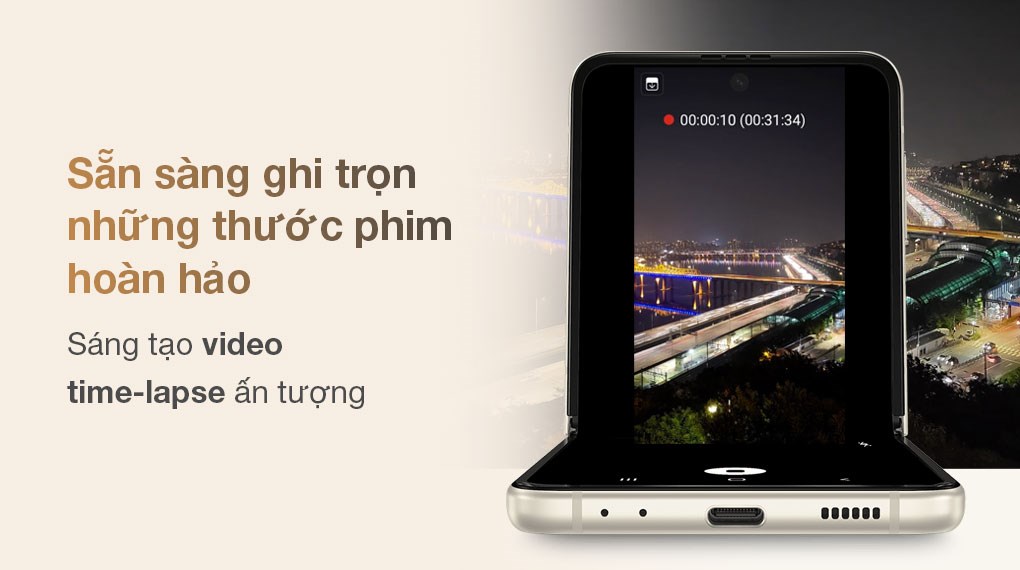 Sẵn sàng ghi trọn
những thước phim
hoàn hảo
Sáng tạo video
time-lapse ấn tượng
00:00:10 (00:31:34)